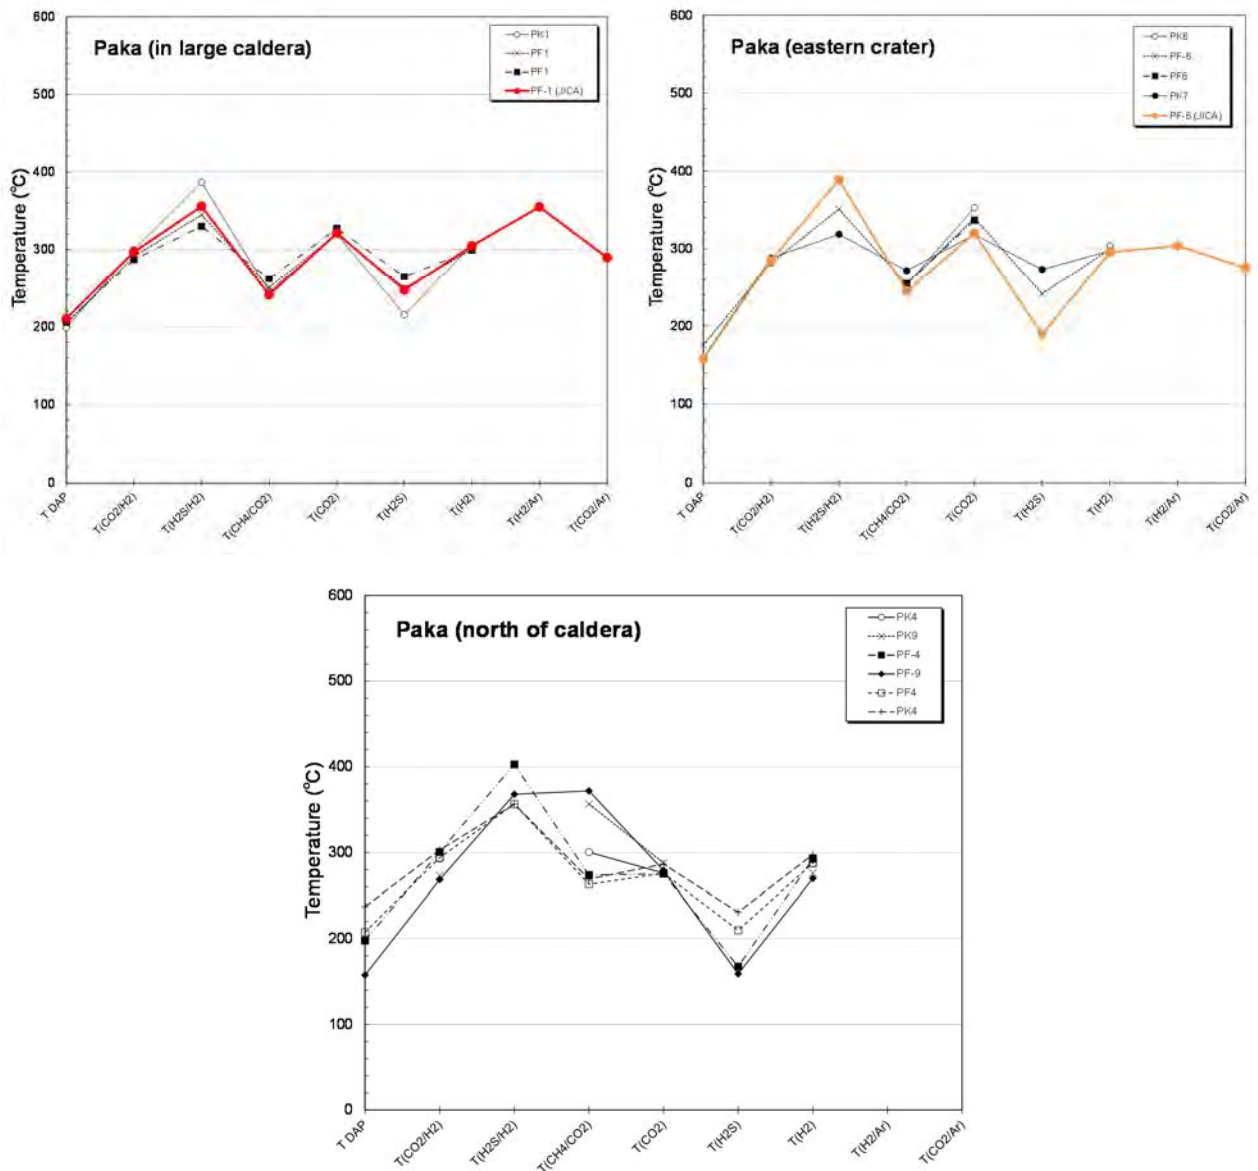 Paka (in large caldera)
PK1
PF1
PF1
PF-1 (JICA)
Temperature (℃)
600
500
400
300
200
100
0
T DAP
T(CO2/H2)
T(H2S/H2)
T(CH4/CO2)
T(CO2)
T(H2S)
T(H2)
T(H2/Ar)
T(CO2/Ar)
Paka (eastern crater)
PK6
PF-6
PF6
PK7
PF-6 (JICA)
Temperature (℃)
600
500
400
300
200
100
0
T DAP
T(CO2/H2)
T(H2S/H2)
T(CH4/CO2)
T(CO2)
T(H2S)
T(H2)
T(H2/Ar)
T(CO2/Ar)
Paka (north of caldera)
PK4
PK9
PF-4
PF-9
PF4
PK4
Temperature (℃)
600
500
400
300
200
100
0
T DAP
T(CO2/H2)
T(H2S/H2)
T(CH4/CO2)
T(CO2)
T(H2S)
T(H2)
T(H2/Ar)
T(CO2/Ar)